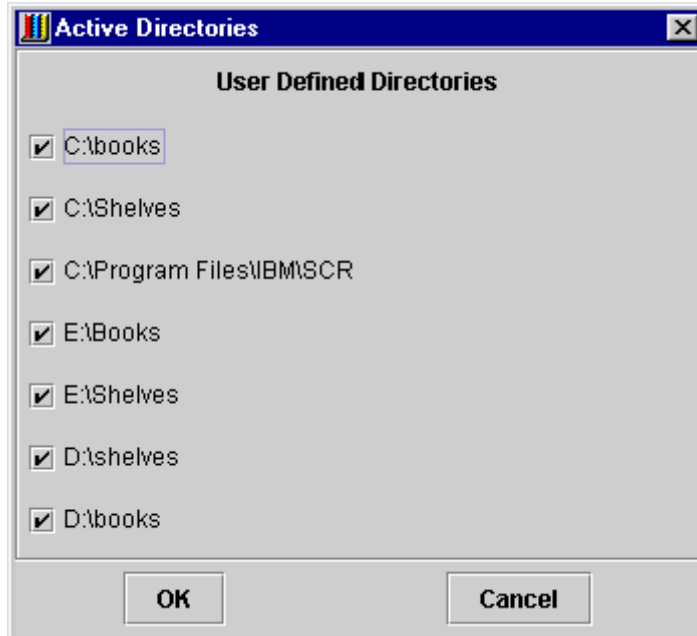 Active Directories
User Defined Directories
C:\books
C:\Shelves
C:\Program Files\IBM\SCR
E:\Books
E:\Shelves
D:\shelves
D:\books
OK Cancel